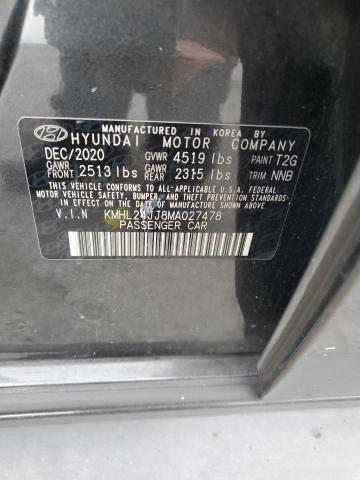 MANUFACTURED IN KOREA BY
HYUNDAI MOTOR COMPANY
DEC/2020 GVWR 4519 lbs PAINT T2G
GAWR FRONT 2513 lbs GAWR REAR 2315 lbs TRIM NNB
THIS VEHICLE CONFORMS TO ALL APPLICABLE U.S.A. FEDERAL
MOTOR VEHICLE SAFETY, BUMPER, AND THEFT PREVENTION
STANDARDS IN EFFECT ON THE DATE OF MANUFACTURE SHOWN ABOVE
V.I.N KMHL24JJ8MA027478
PASSENGER CAR